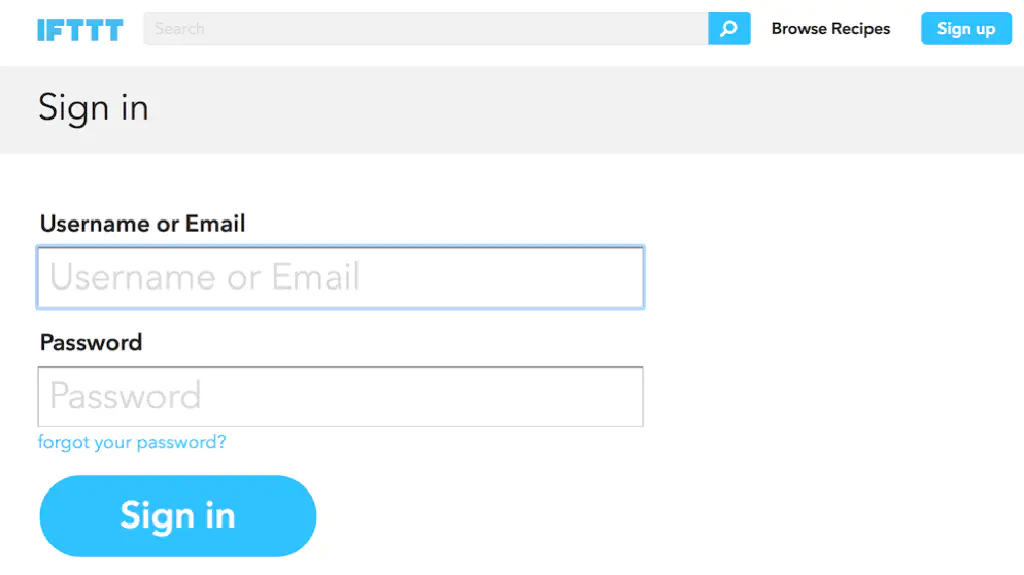 IFTTT Search Browse Recipes Sign up
Sign in
Username or Email
Username or Email
Password
Password
forgot your password?
Sign in